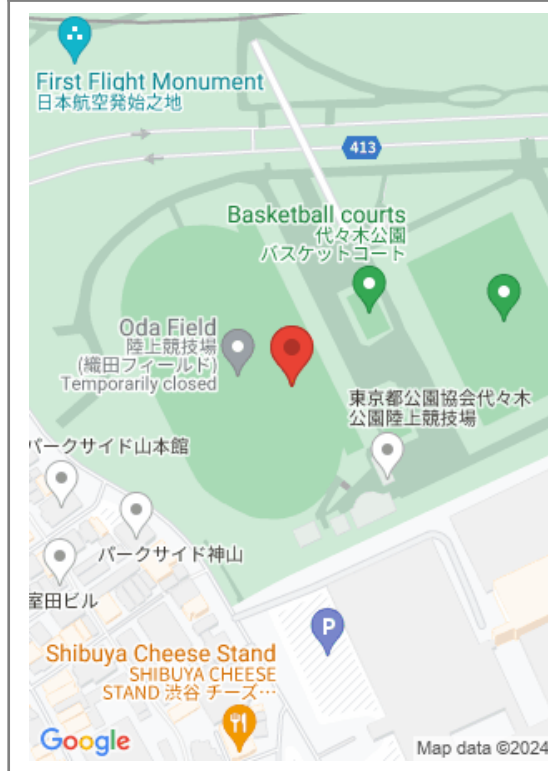 First Flight Monument
日本航空発始之地
413
Basketball courts
代々木公園
バスケットコート
Oda Field
陸上競技場
(織田フィールド)
Temporarily closed
東京都公園協会代々木
公園陸上競技場
パークサイド山本館
パークサイド神山
室田ビル
P
Shibuya Cheese Stand
SHIBUYA CHEESE
STAND 渋谷 チーズ…
Google
Map data ©2024